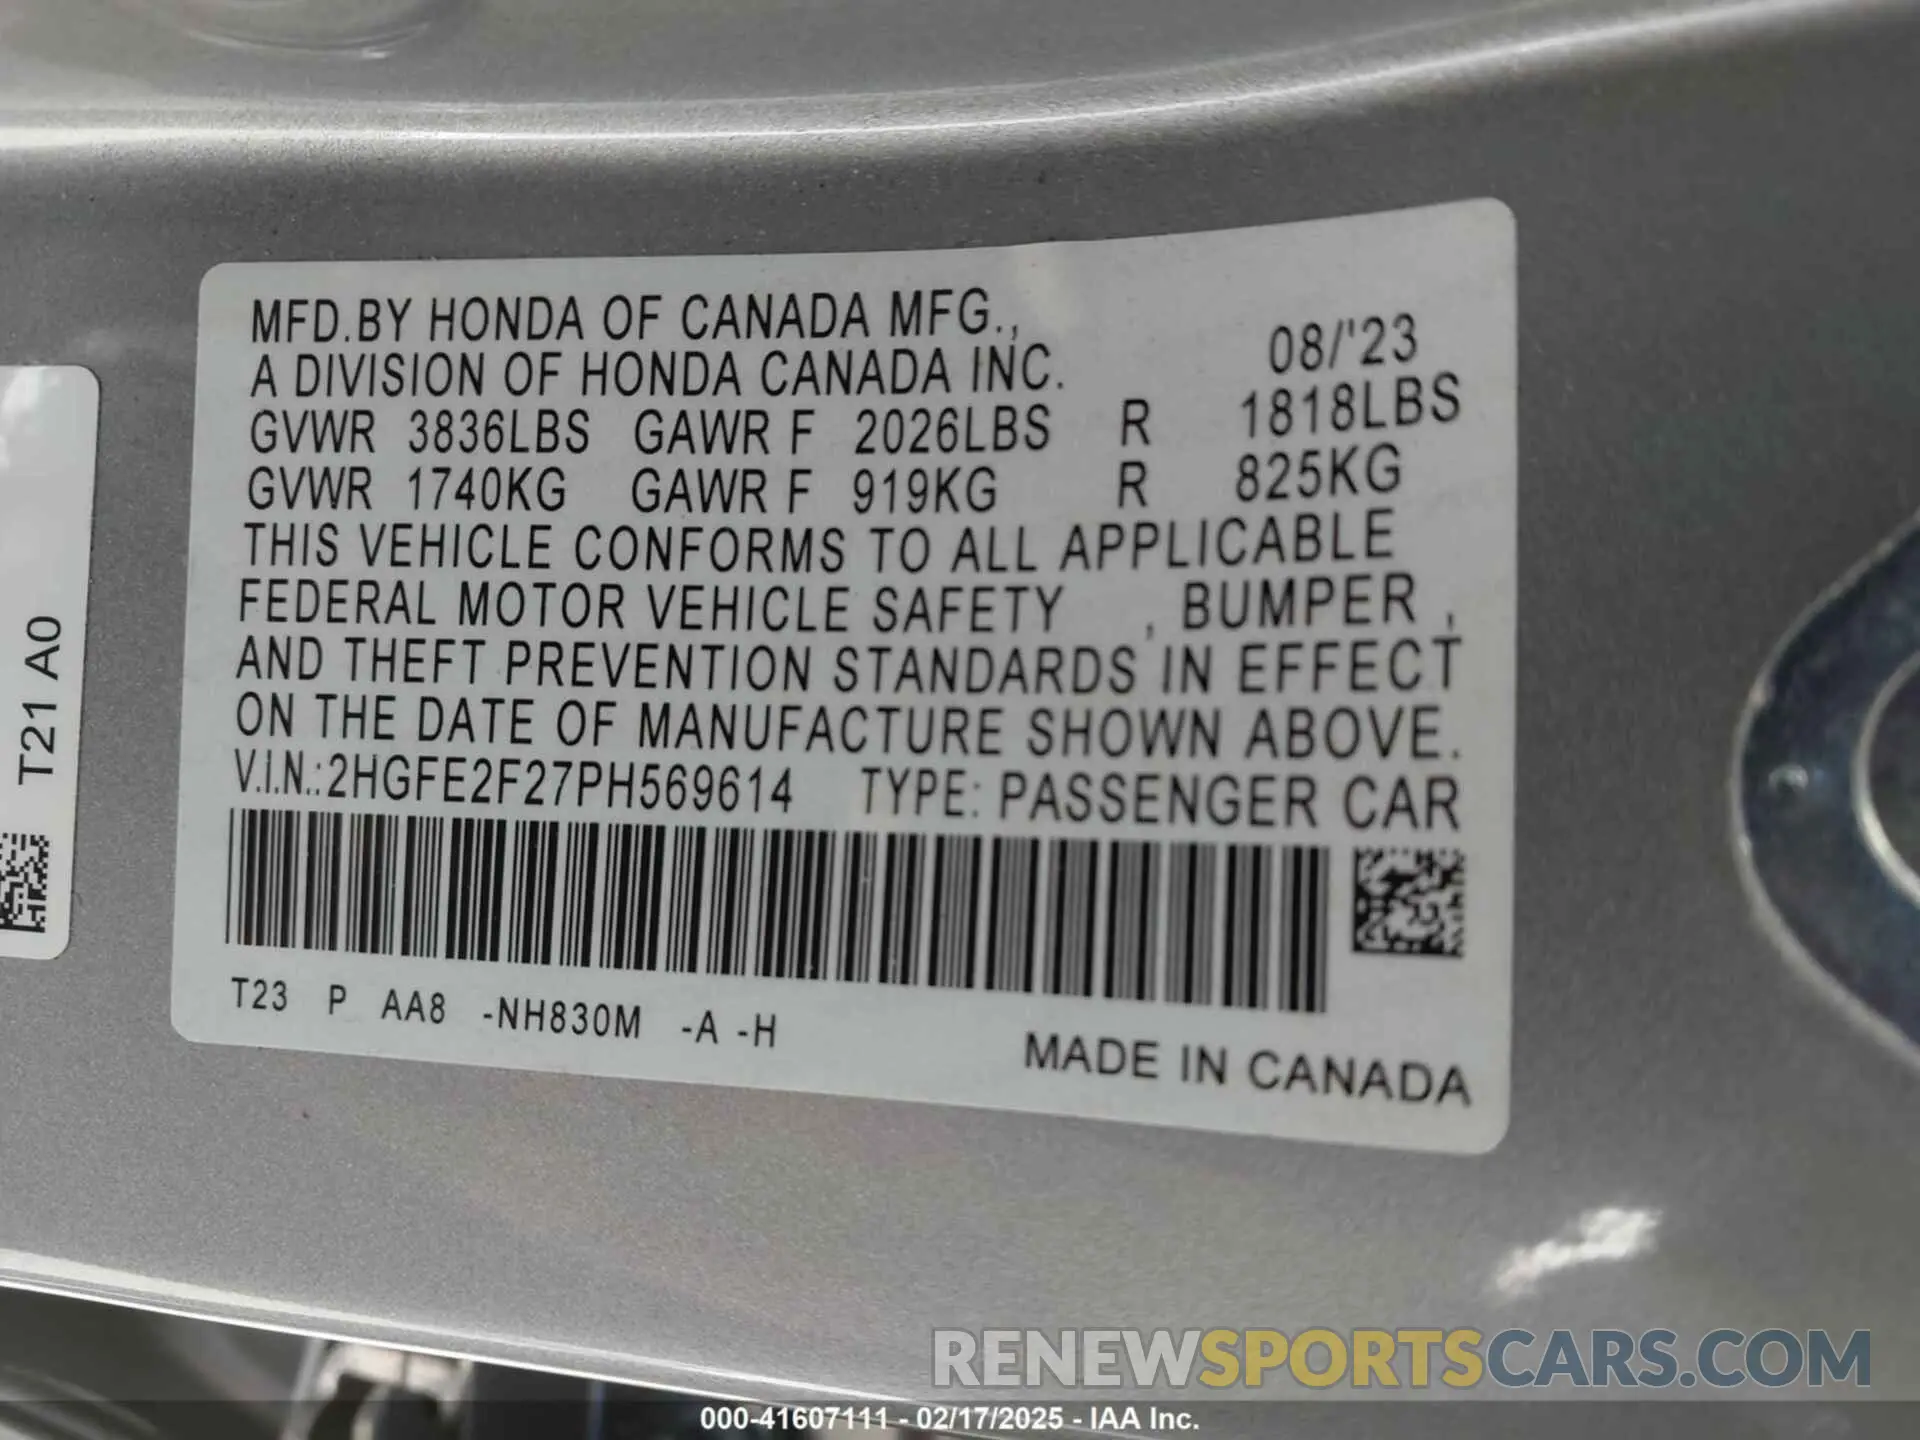 MFD.BY HONDA OF CANADA MFG.,
A DIVISION OF HONDA CANADA INC. 08/'23
GVWR 3836LBS GAWR F 2026LBS R 1818LBS
GVWR 1740KG GAWR F 919KG R 825KG
THIS VEHICLE CONFORMS TO ALL APPLICABLE
FEDERAL MOTOR VEHICLE SAFETY , BUMPER ,
AND THEFT PREVENTION STANDARDS IN EFFECT
ON THE DATE OF MANUFACTURE SHOWN ABOVE.
V.I.N.:2HGFE2F27PH569614 TYPE: PASSENGER CAR
T23 P AA8 -NH830M -A -H
MADE IN CANADA
T21 A0
RENEWSPORTSCARS.COM
000-41607111 - 02/17/2025 - IAA Inc.